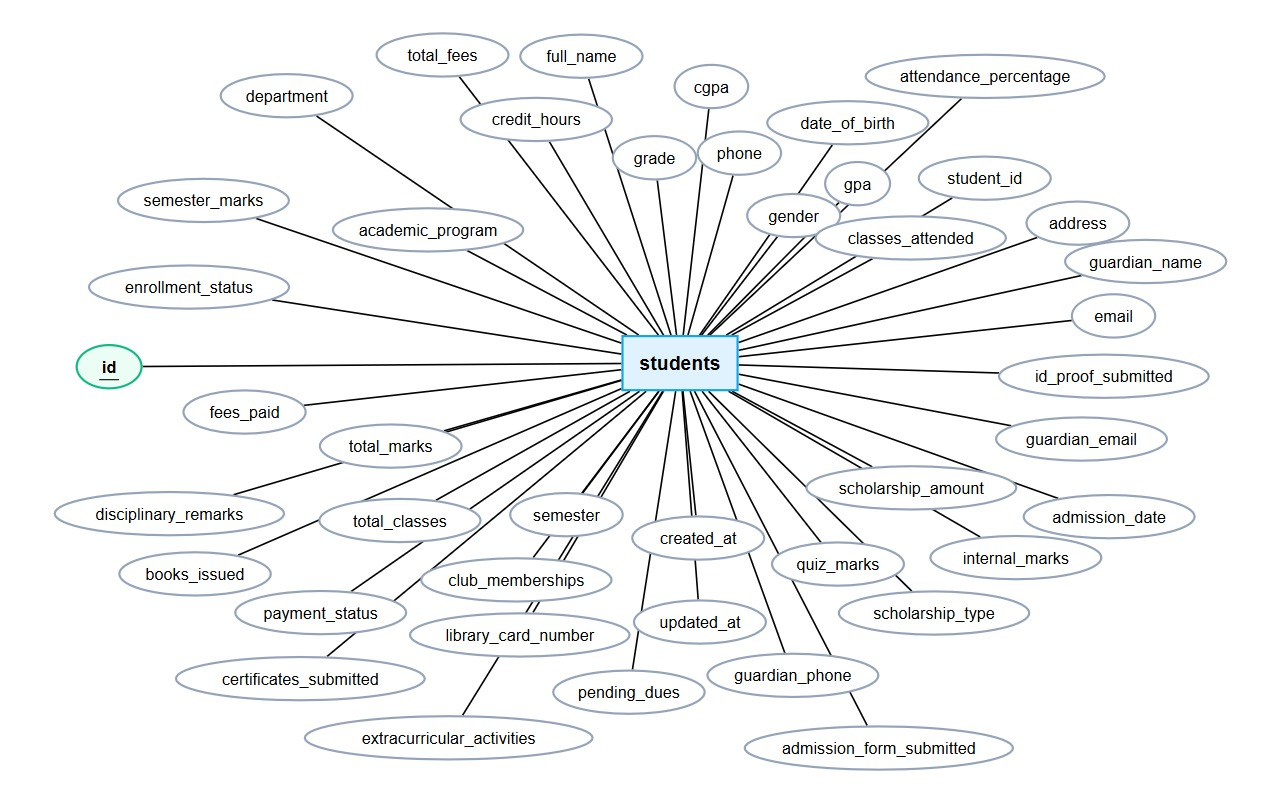 total_fees
full_name
attendance_percentage
cgpa
department
credit_hours
date_of_birth
grade
phone
student_id
gpa
semester_marks
gender
address
academic_program
classes_attended
guardian_name
enrollment_status
email
students
id
id_proof_submitted
fees_paid
guardian_email
total_marks
scholarship_amount
disciplinary_remarks
total_classes
semester
admission_date
created_at
internal_marks
quiz_marks
books_issued
club_memberships
payment_status
scholarship_type
updated_at
library_card_number
guardian_phone
certificates_submitted
pending_dues
extracurricular_activities
admission_form_submitted